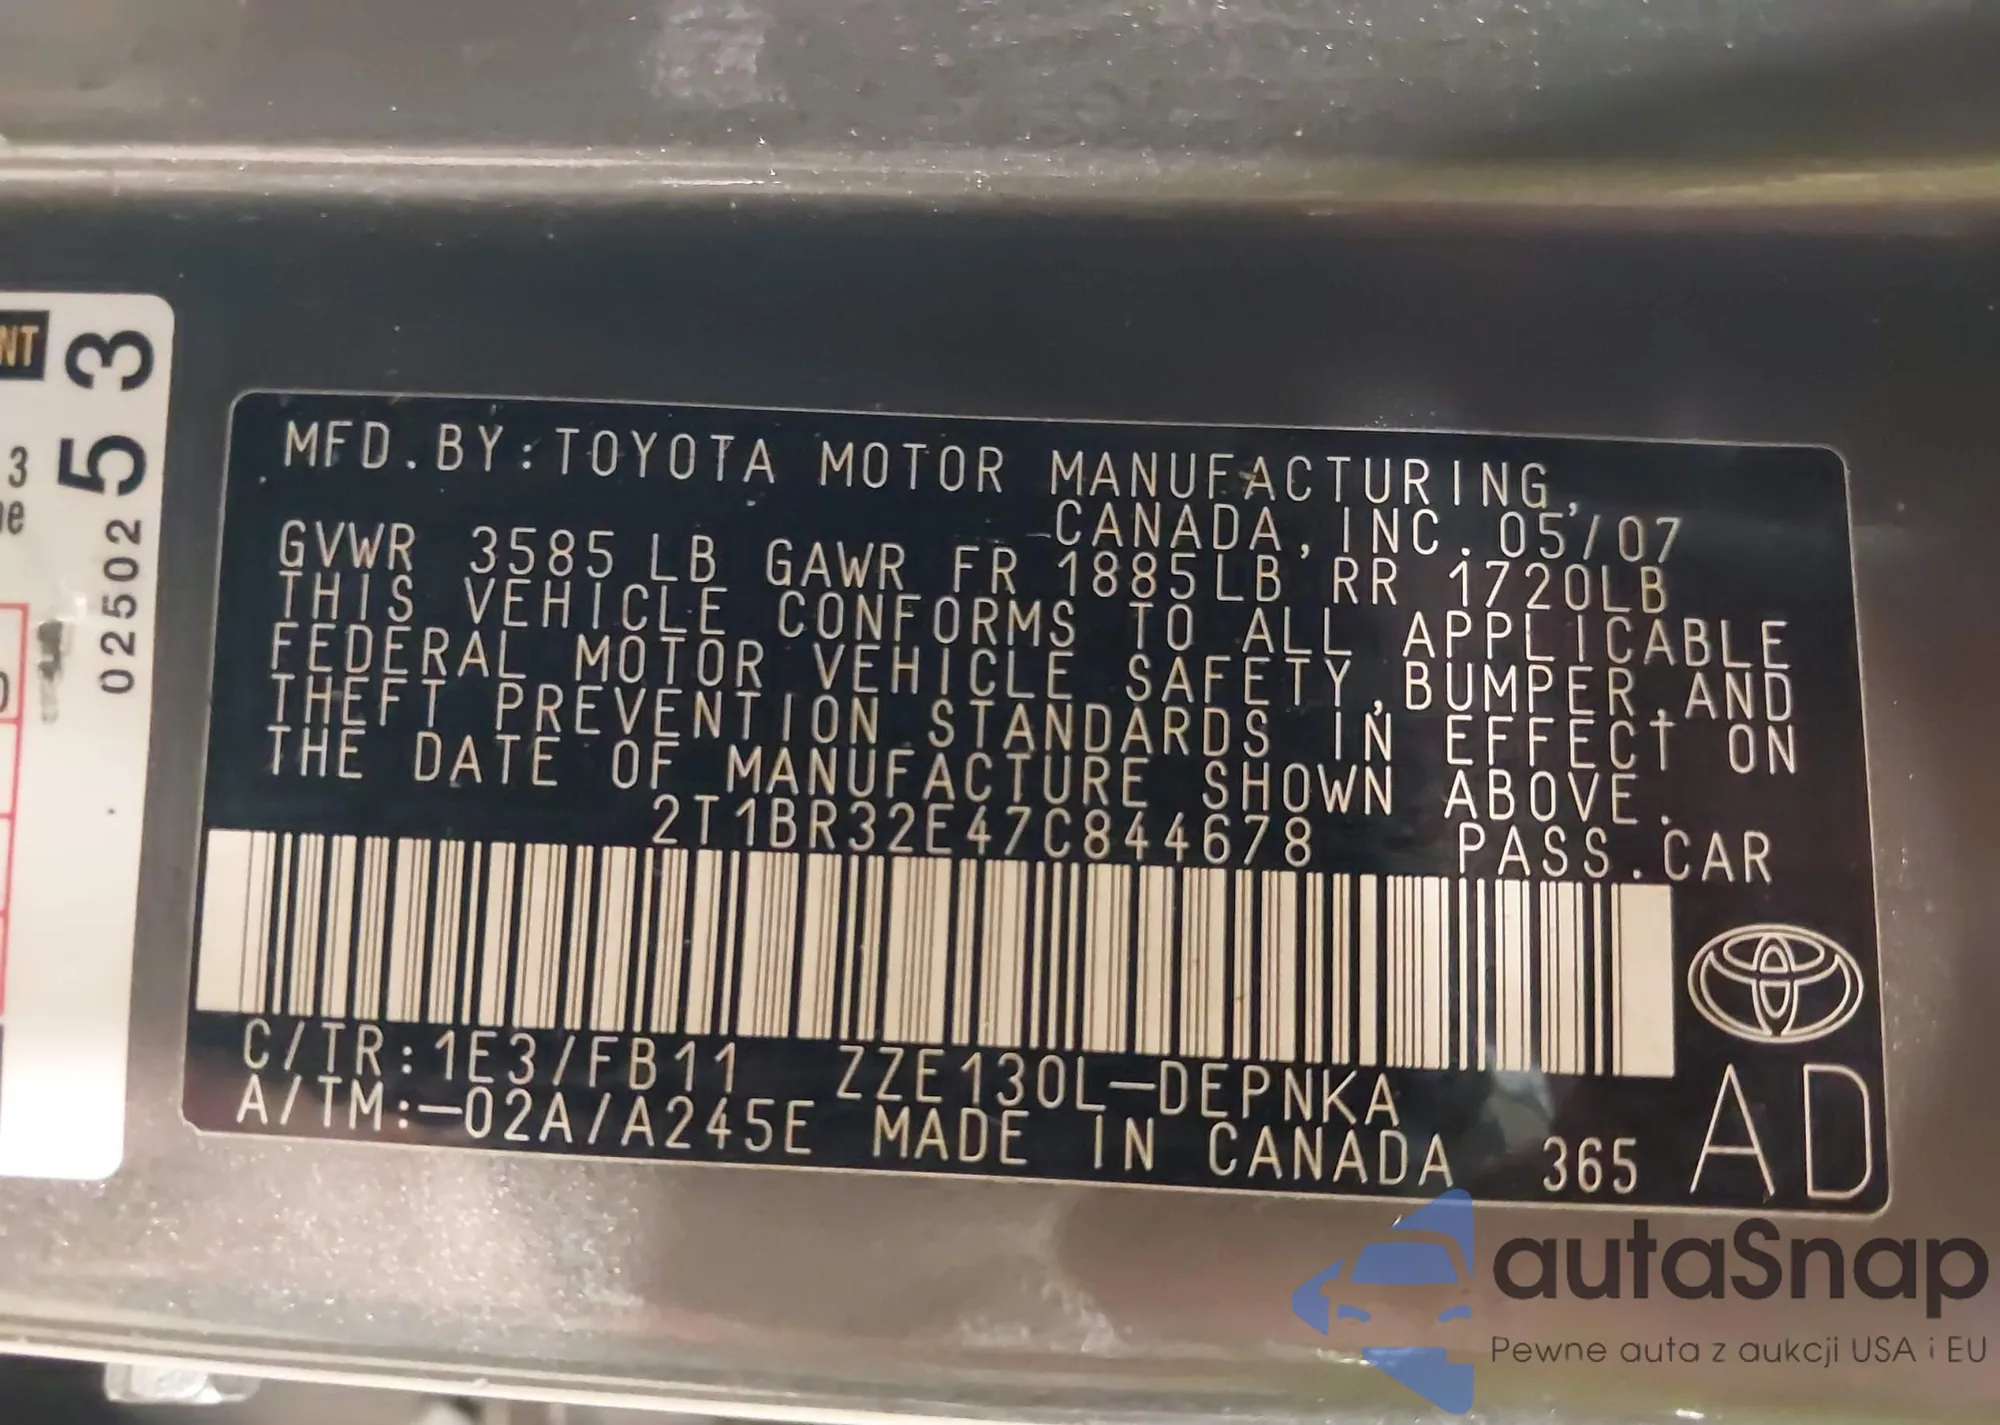 NT
53
02502
3
MFD.BY:TOYOTA MOTOR MANUFACTURING,
CANADA, INC. 05/07
GVWR 3585 LB GAWR FR 1885LB RR 1720LB
THIS VEHICLE CONFORMS TO ALL APPLICABLE
FEDERAL MOTOR VEHICLE SAFETY, BUMPER, AND
THEFT PREVENTION STANDARDS IN EFFECT ON
THE DATE OF MANUFACTURE SHOWN ABOVE.
2T1BR32E47C844678 PASS.CAR
C/TR:1E3/FB11 ZZE130L-DEPNKA
A/TM:-02A/A245E MADE IN CANADA 365 AD
autaSnap
Pewne auta z aukcji USA i EU